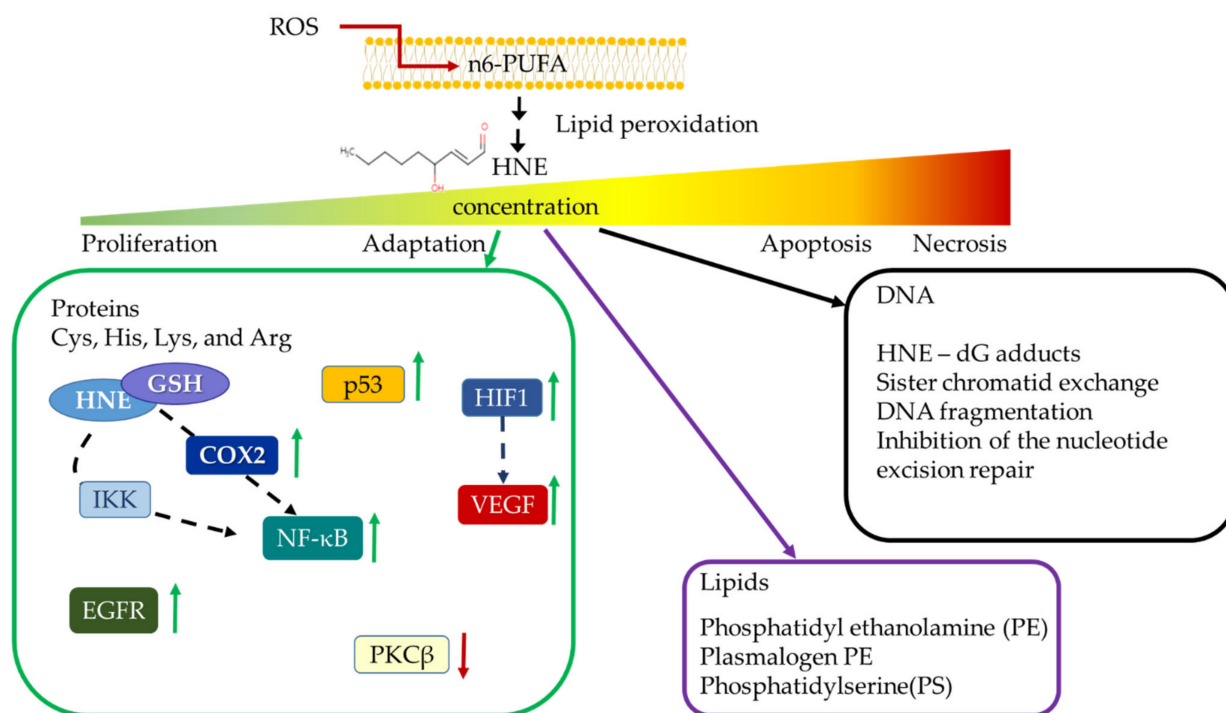 ROS
n6-PUFA
Lipid peroxidation
H₃C
O
OH
HNE
concentration
Proliferation
Adaptation
Apoptosis
Necrosis
Proteins
Cys, His, Lys, and Arg
HNE
GSH
p53
HIF1
COX2
IKK
VEGF
NF-κB
EGFR
PKCβ
DNA
HNE – dG adducts
Sister chromatid exchange
DNA fragmentation
Inhibition of the nucleotide
excision repair
Lipids
Phosphatidyl ethanolamine (PE)
Plasmalogen PE
Phosphatidylserine(PS)